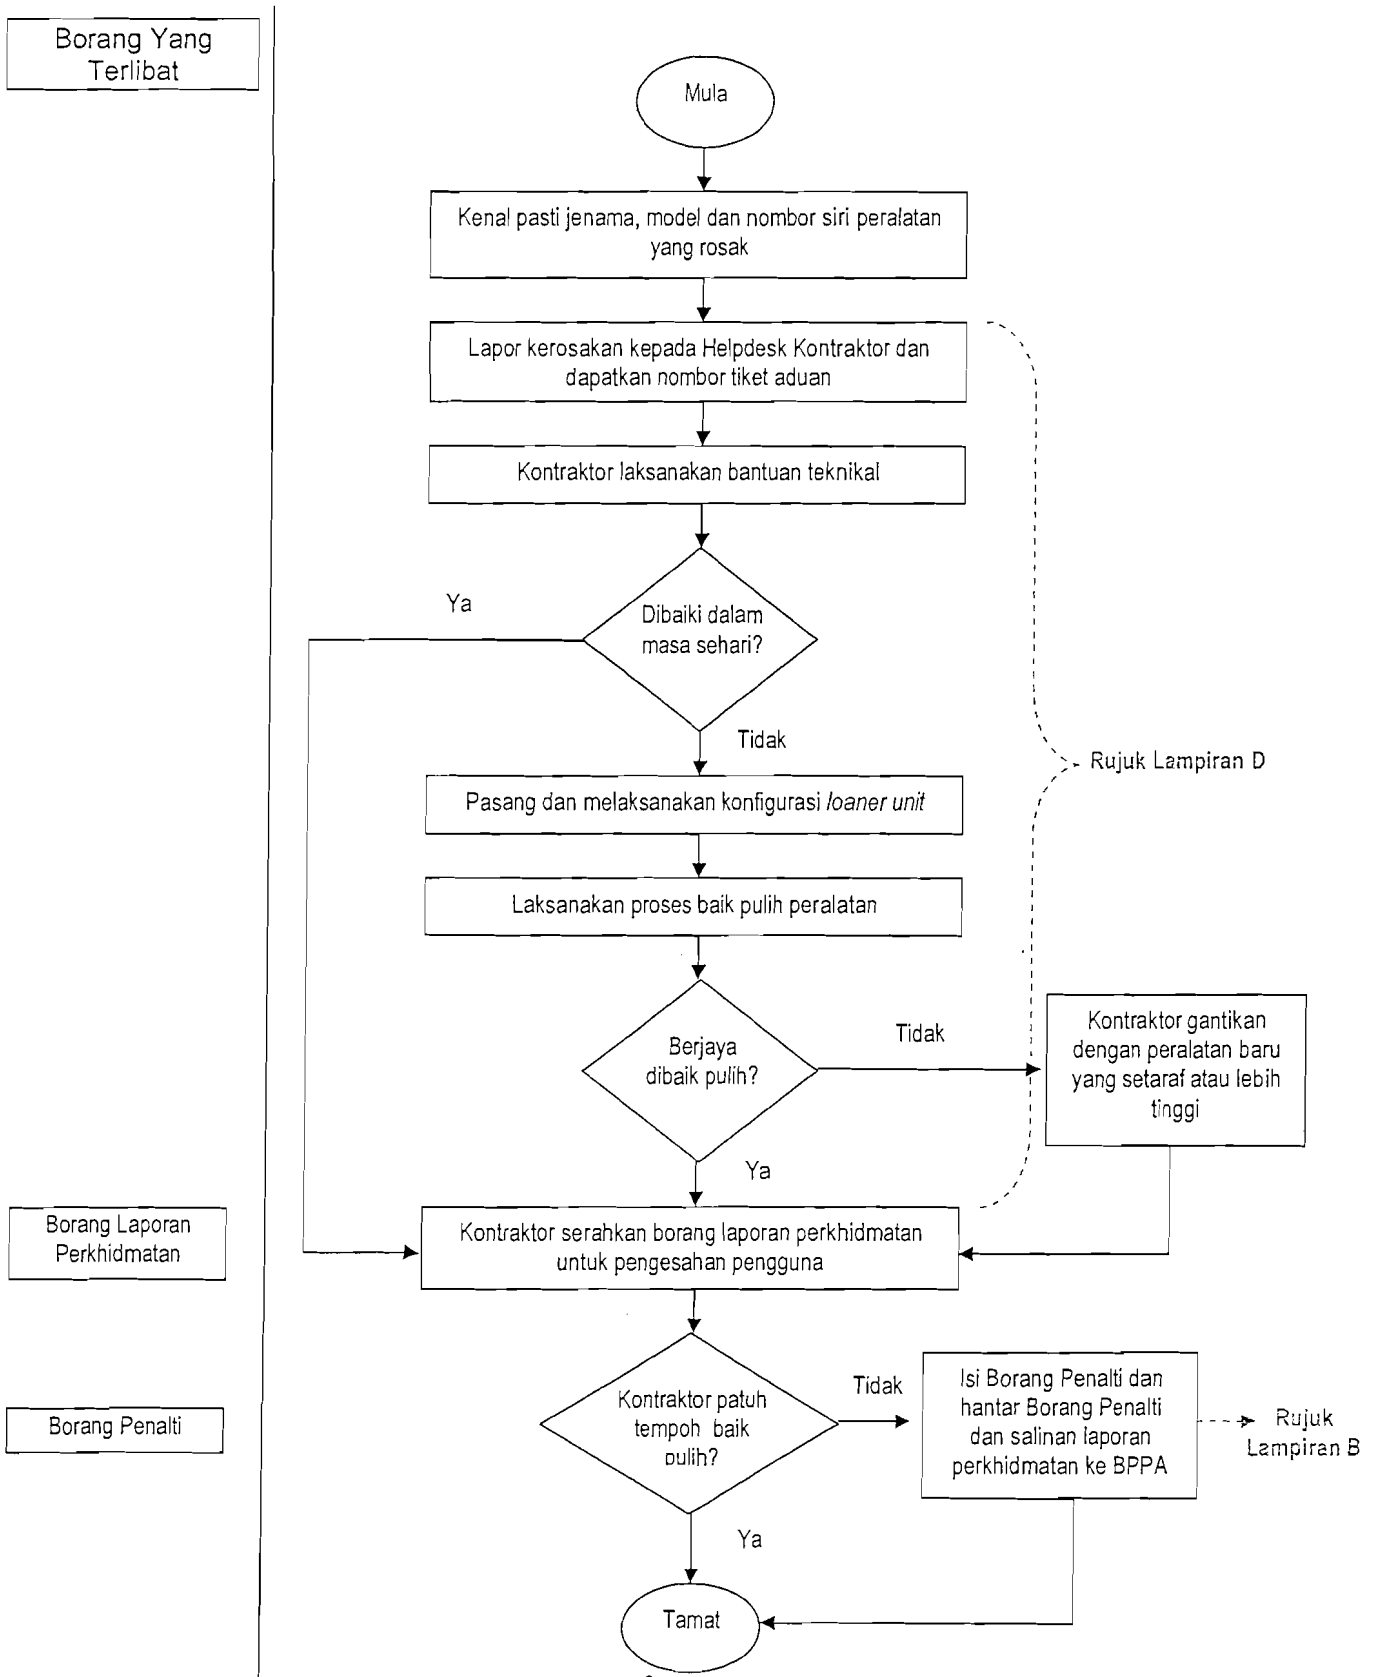 Borang Yang
Terlibat
Mula
Kenal pasti jenama, model dan nombor siri peralatan
yang rosak
Lapor kerosakan kepada Helpdesk Kontraktor dan
dapatkan nombor tiket aduan
Kontraktor laksanakan bantuan teknikal
Ya
Dibaiki dalam
masa sehari?
Tidak
Rujuk Lampiran D
Pasang dan melaksanakan konfigurasi loaner unit
Laksanakan proses baik pulih peralatan
Berjaya
dibaik pulih?
Tidak
Kontraktor gantikan
dengan peralatan baru
yang setaraf atau lebih
tinggi
Ya
Borang Laporan
Perkhidmatan
Kontraktor serahkan borang laporan perkhidmatan
untuk pengesahan pengguna
Borang Penalti
Kontraktor patuh
tempoh baik
pulih?
Tidak
Isi Borang Penalti dan
hantar Borang Penalti
dan salinan laporan
perkhidmatan ke BPPA
Rujuk
Lampiran B
Ya
Tamat